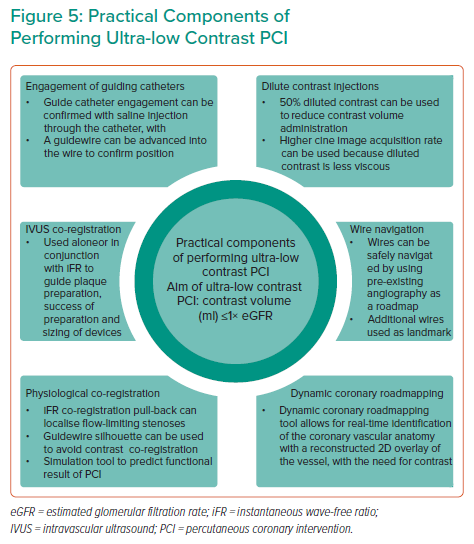 Figure 5: Practical Components of
Performing Ultra-low Contrast PCI
Engagement of guiding catheters
• Guide catheter engagement can be
confirmed with saline injection
through the catheter, with
• A guidewire can be advanced into
the wire to confirm position
Dilute contrast injections
• 50% diluted contrast can be used
to reduce contrast volume
administration
• Higher cine image acquisition rate
can be used because diluted
contrast is less viscous
IVUS co-registration
• Used aloneor in
conjunction
with iFR to
guide plaque
preparation,
success of
preparation and
sizing of devices
Practical components
of performing ultra-low
contrast PCI
Aim of ultra-low contrast
PCI: contrast volume
(ml) ≤1× eGFR
Wire navigation
• Wires can be
safely navigat
ed by using
pre-existing
angiography as
a roadmap
• Additional wires
used as landmark
Physiological co-registration
• iFR co-registration pull-back can
localise flow-limiting stenoses
• Guidewire silhouette can be used
to avoid contrast co-registration
• Simulation tool to predict functional
result of PCI
Dynamic coronary roadmapping
• Dynamic coronary roadmapping
tool allows for real-time identification
of the coronary vascular anatomy
with a reconstructed 2D overlay of
the vessel, with the need for contrast
eGFR = estimated glomerular filtration rate; iFR = instantaneous wave-free ratio;
IVUS = intravascular ultrasound; PCI = percutaneous coronary intervention.